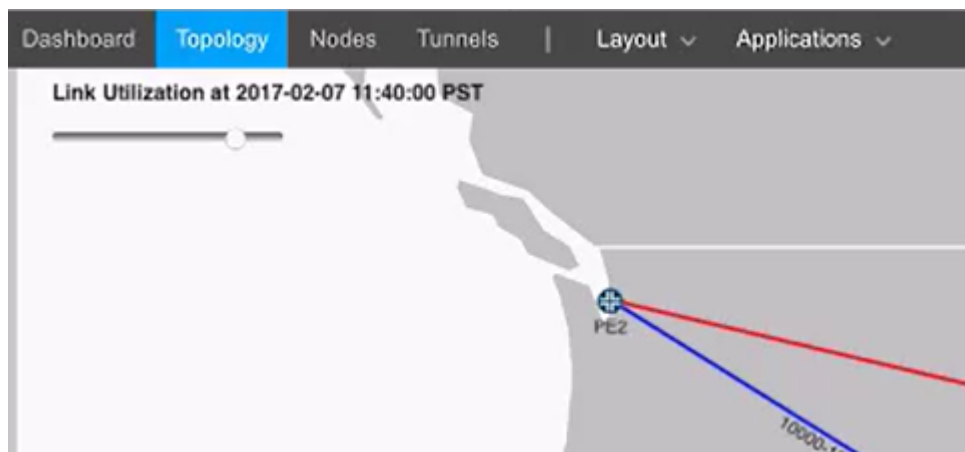 Dashboard Topology Nodes Tunnels | Layout Applications
Link Utilization at 2017-02-07 11:40:00 PST
PE2